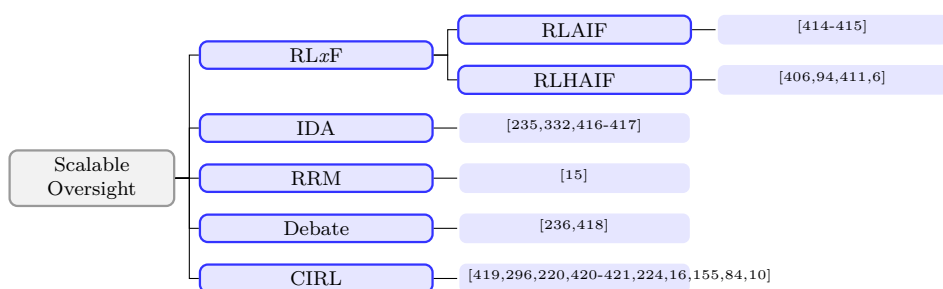 RLAIF
[414-415]
RLxF
RLHAIF
[406,94,411,6]
IDA
[235,332,416-417]
Scalable
Oversight
RRM
[15]
Debate
[236,418]
CIRL
[419,296,220,420-421,224,16,155,84,10]